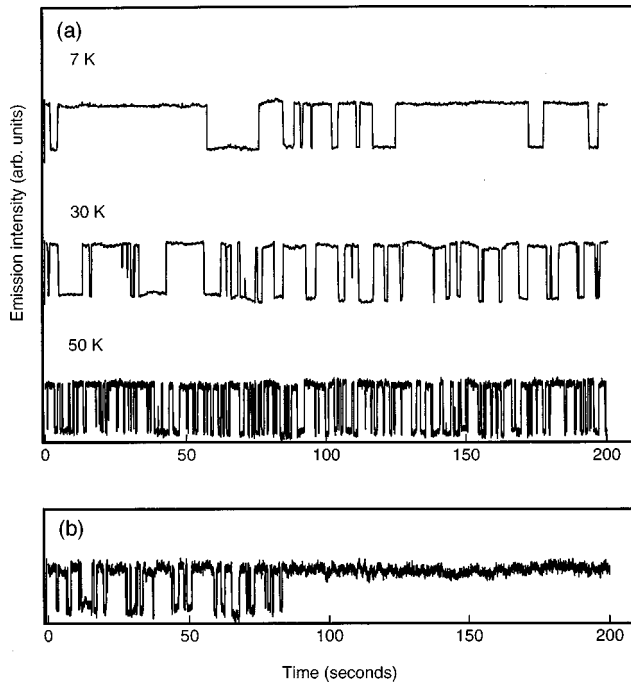 (a)
7 K
30 K
50 K
Emission intensity (arb. units)
0 50 100 150 200
(b)
0 50 100 150 200
Time (seconds)